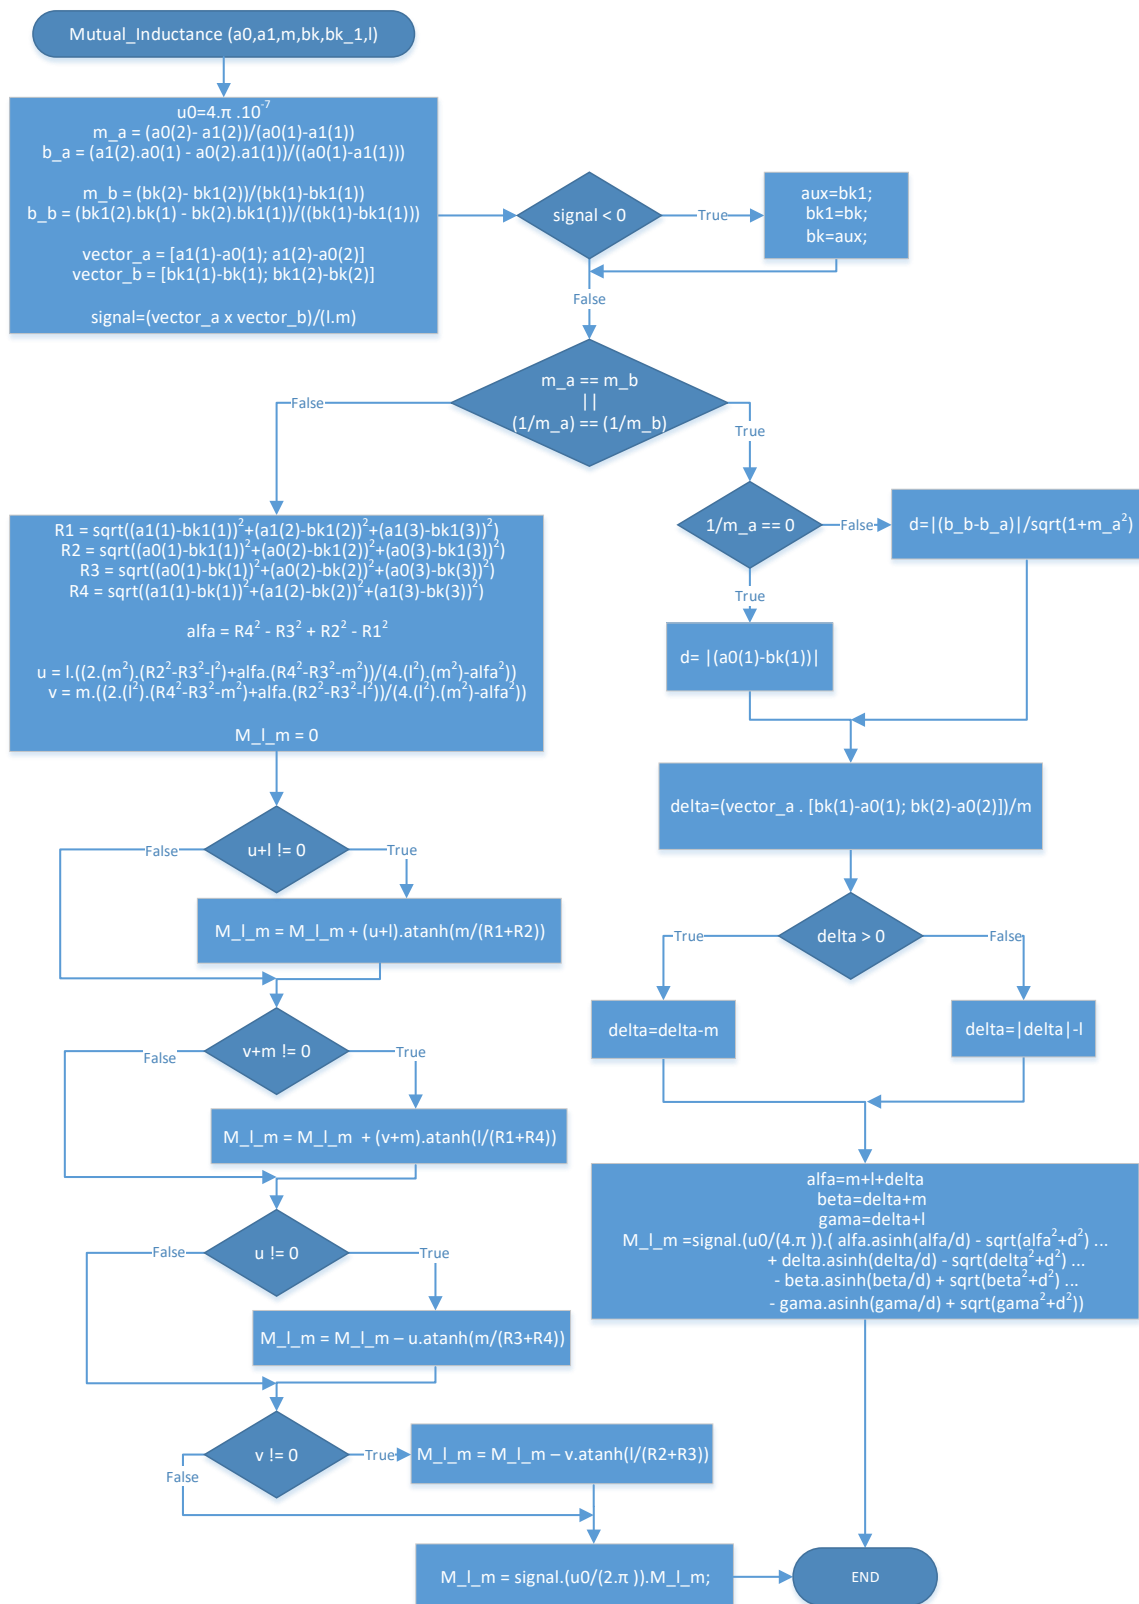 Mutual_Inductance (a0,a1,m,bk,bk_1,l)
u0=4.π .10⁻⁷
m_a = (a0(2)- a1(2))/(a0(1)-a1(1))
b_a = (a1(2).a0(1) - a0(2).a1(1))/((a0(1)-a1(1)))
m_b = (bk(2)- bk1(2))/(bk(1)-bk1(1))
b_b = (bk1(2).bk(1) - bk(2).bk1(1))/((bk(1)-bk1(1)))
vector_a = [a1(1)-a0(1); a1(2)-a0(2)]
vector_b = [bk1(1)-bk(1); bk1(2)-bk(2)]
signal=(vector_a x vector_b)/(l.m)
signal < 0
True
aux=bk1;
bk1=bk;
bk=aux;
False
m_a == m_b
||
(1/m_a) == (1/m_b)
False
True
R1 = sqrt((a1(1)-bk1(1))²+(a1(2)-bk1(2))²+(a1(3)-bk1(3))²)
R2 = sqrt((a0(1)-bk1(1))²+(a0(2)-bk1(2))²+(a0(3)-bk1(3))²)
R3 = sqrt((a0(1)-bk(1))²+(a0(2)-bk(2))²+(a0(3)-bk(3))²)
R4 = sqrt((a1(1)-bk(1))²+(a1(2)-bk(2))²+(a1(3)-bk(3))²)
alfa = R4² - R3² + R2² - R1²
u = l.((2.(m²).(R2²-R3²-l²)+alfa.(R4²-R3²-m²))/(4.(l²).(m²)-alfa²))
v = m.((2.(l²).(R4²-R3²-m²)+alfa.(R2²-R3²-l²))/(4.(l²).(m²)-alfa²))
M_l_m = 0
1/m_a == 0
False
d=|(b_b-b_a)|/sqrt(1+m_a²)
True
d= |(a0(1)-bk(1))|
delta=(vector_a . [bk(1)-a0(1); bk(2)-a0(2)])/m
u+l != 0
False
True
M_l_m = M_l_m + (u+l).atanh(m/(R1+R2))
delta > 0
True
False
delta=delta-m
delta=|delta|-l
v+m != 0
False
True
M_l_m = M_l_m  + (v+m).atanh(l/(R1+R4))
alfa=m+l+delta
beta=delta+m
gama=delta+l
M_l_m =signal.(u0/(4.π )).( alfa.asinh(alfa/d) - sqrt(alfa²+d²) ...
+ delta.asinh(delta/d) - sqrt(delta²+d²) ...
- beta.asinh(beta/d) + sqrt(beta²+d²) ...
- gama.asinh(gama/d) + sqrt(gama²+d²))
u != 0
False
True
M_l_m = M_l_m – u.atanh(m/(R3+R4))
v != 0
True
False
M_l_m = M_l_m – v.atanh(l/(R2+R3))
M_l_m = signal.(u0/(2.π )).M_l_m;
END